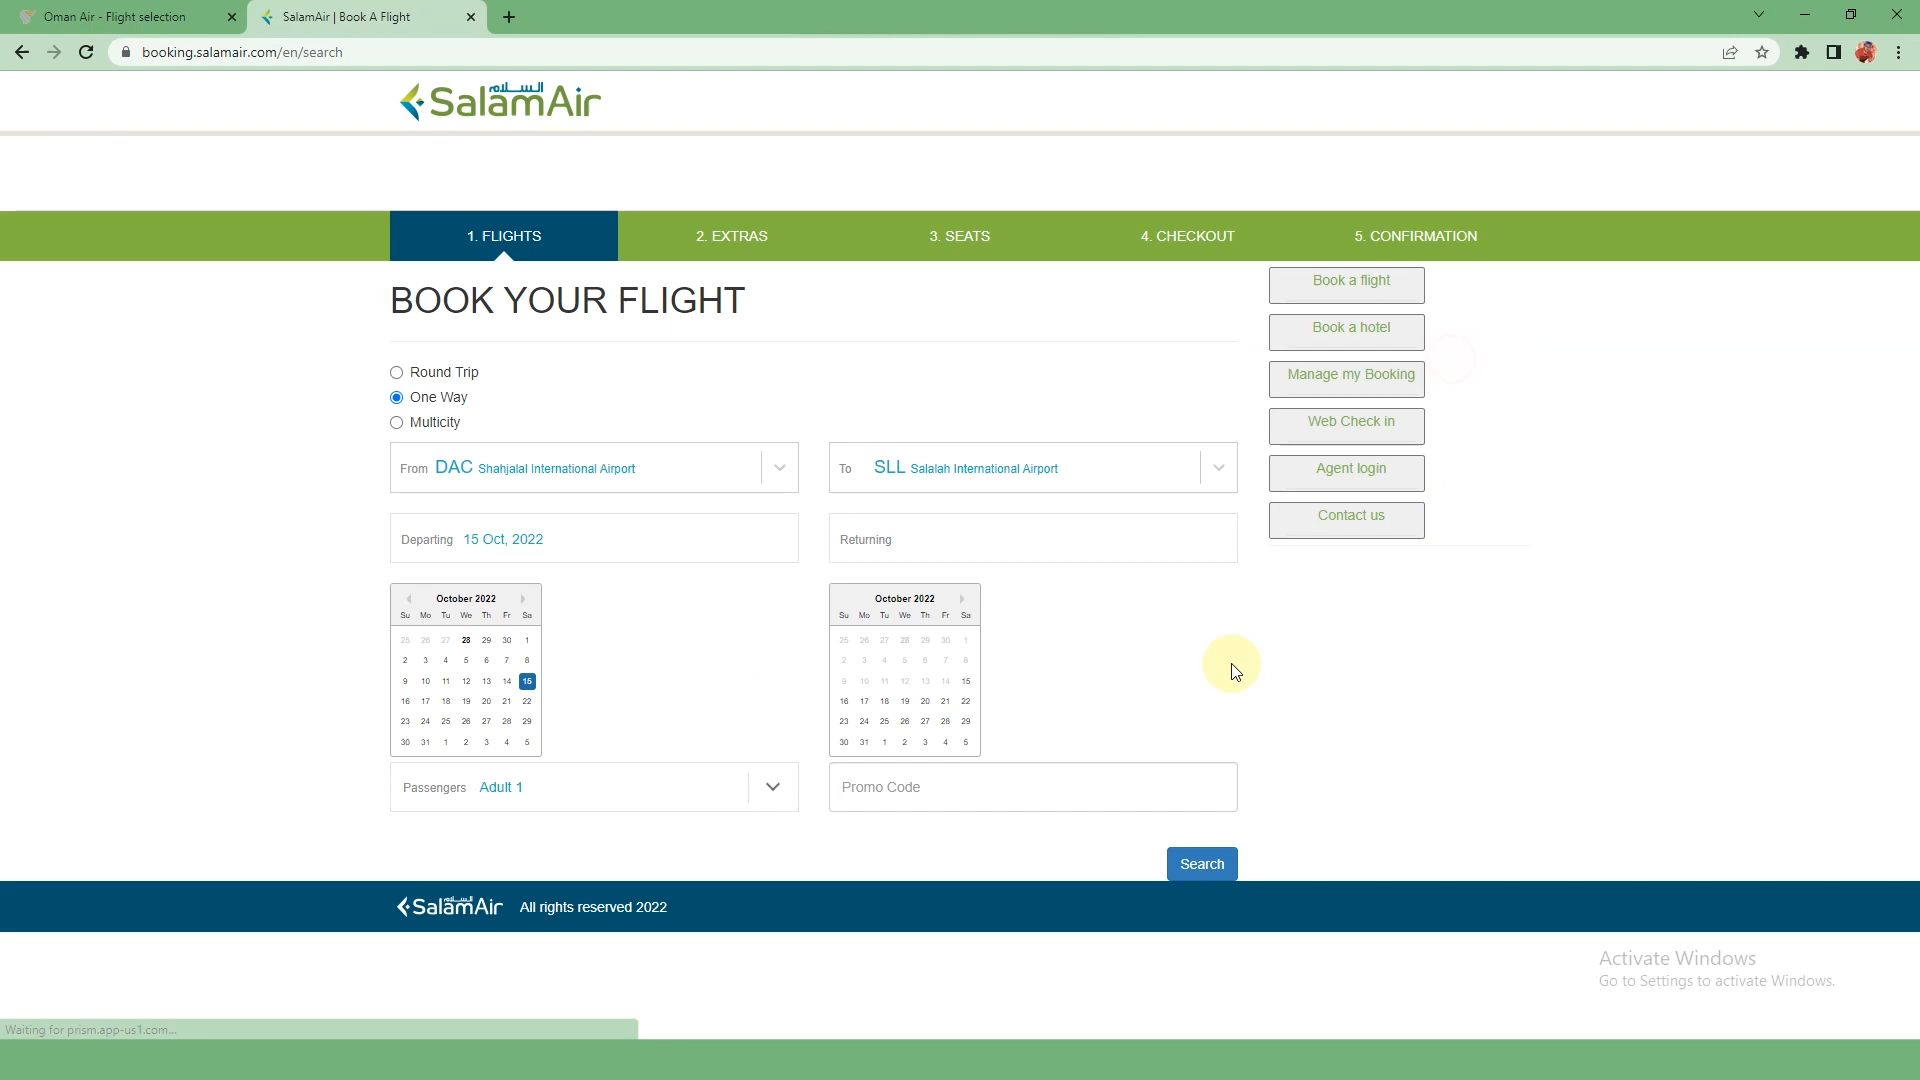 Oman Air - Flight selection
SalamAir | Book A Flight
booking.salamair.com/en/search
السلام
SalamAir
1. FLIGHTS
2. EXTRAS
3. SEATS
4. CHECKOUT
5. CONFIRMATION
BOOK YOUR FLIGHT
Round Trip
One Way
Multicity
From DAC Shahjalal International Airport
To SLL Salalah International Airport
Departing 15 Oct, 2022
Returning
October 2022
Su Mo Tu We Th Fr Sa
25 26 27 28 29 30 1
2 3 4 5 6 7 8
9 10 11 12 13 14 15
16 17 18 19 20 21 22
23 24 25 26 27 28 29
30 31 1 2 3 4 5
October 2022
Su Mo Tu We Th Fr Sa
25 26 27 28 29 30 1
2 3 4 5 6 7 8
9 10 11 12 13 14 15
16 17 18 19 20 21 22
23 24 25 26 27 28 29
30 31 1 2 3 4 5
Passengers Adult 1
Promo Code
Search
Book a flight
Book a hotel
Manage my Booking
Web Check in
Agent login
Contact us
السلام
SalamAir All rights reserved 2022
Activate Windows
Go to Settings to activate Windows.
Waiting for prism.app-us1.com...